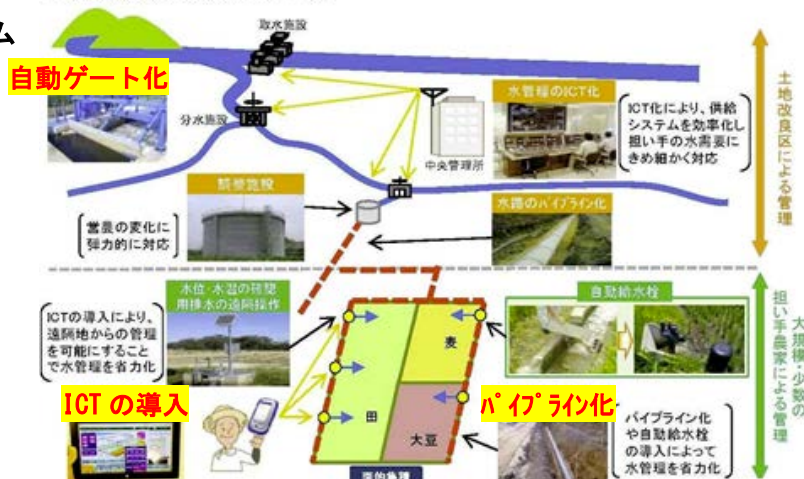 ム
取水施設
自動ゲート化
分水施設
中央管理所
水管理のICT化
ICT化により、供給
システムを効率化し
担い手の水需要に
きめ細かく対応
土地改良区による管理
調整施設
営農の変化に
弾力的に対応
水路のパイプライン化
水位・水温の把握
用排水の遠隔操作
ICTの導入により、
遠隔地からの管理
を可能にすること
で水管理を省力化
自動給水栓
麦
田
大豆
ICTの導入
パイプライン化
パイプライン化
や自動給水栓
の導入によって
水管理を省力化
大規模・少数の
担い手農家による管理